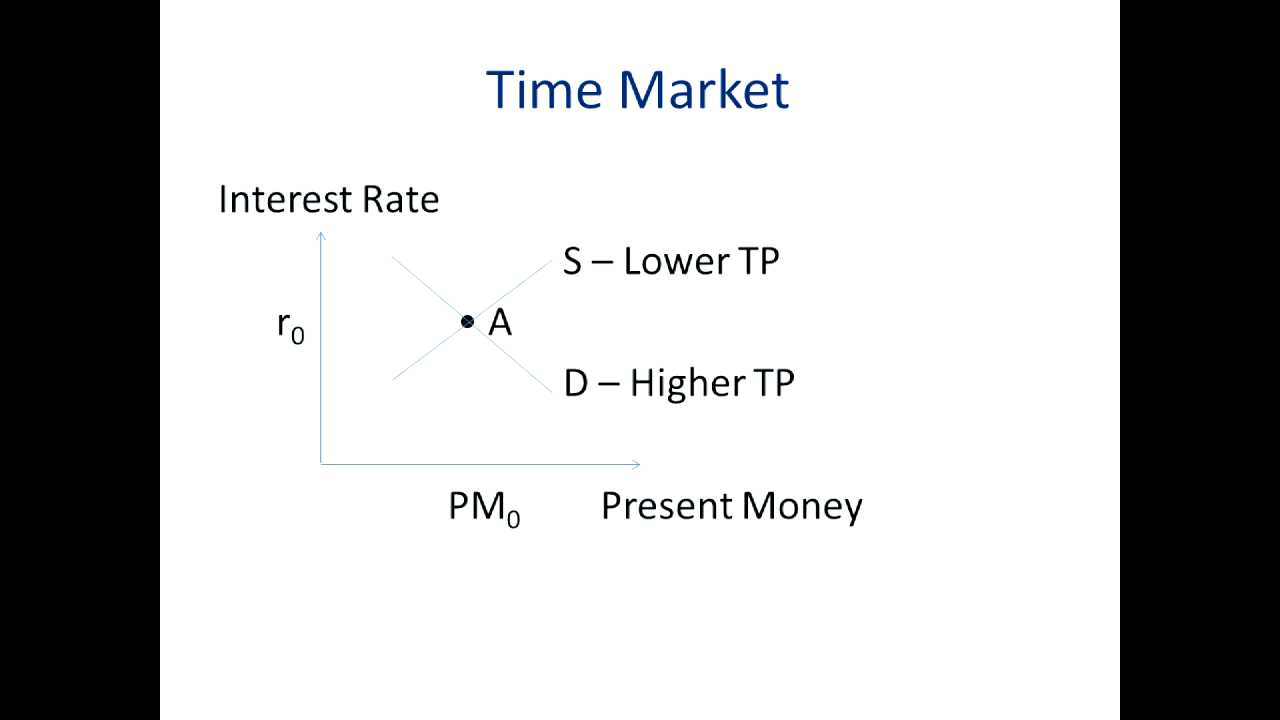 Time Market
Interest Rate
S – Lower TP
r₀
A
D – Higher TP
PM₀
Present Money